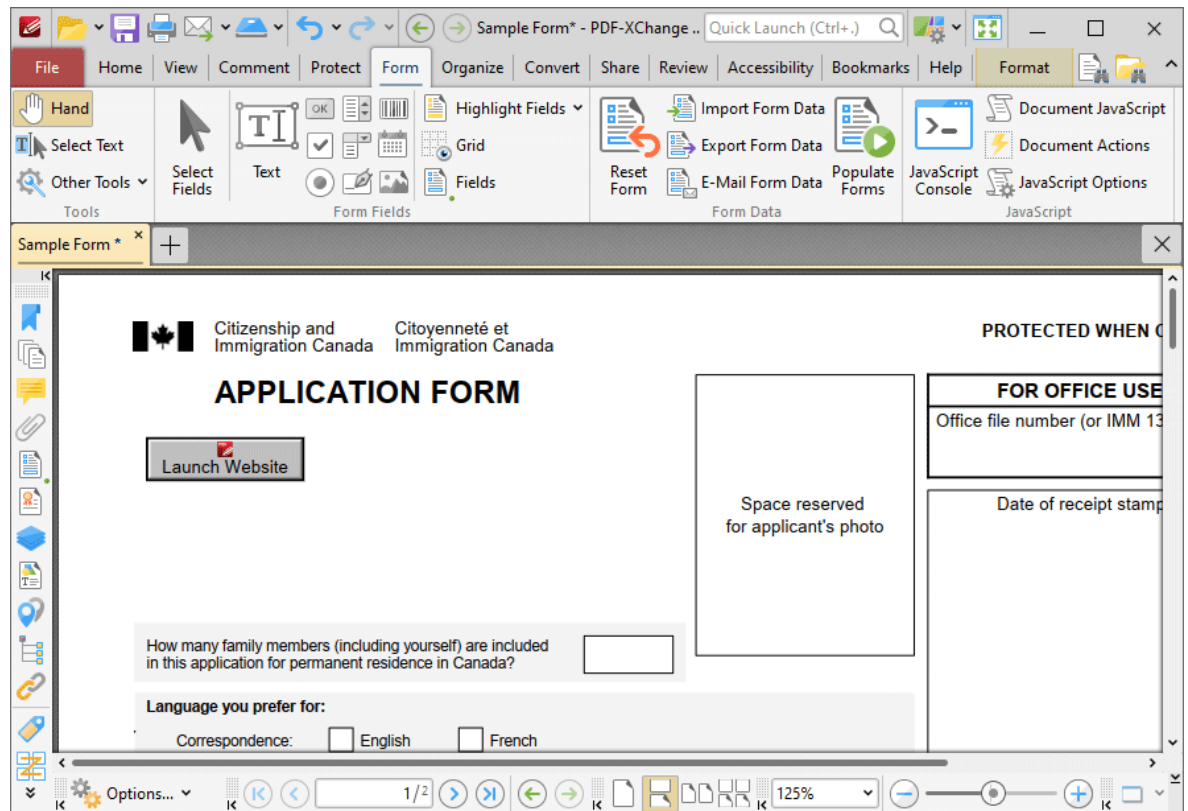 Sample Form* - PDF-XChange ..
Quick Launch (Ctrl+.)
File
Home
View
Comment
Protect
Form
Organize
Convert
Share
Review
Accessibility
Bookmarks
Help
Format
Hand
Select Text
Other Tools
Tools
Select
Fields
Text
OK
Highlight Fields
Grid
Fields
Form Fields
Reset
Form
Import Form Data
Export Form Data
E-Mail Form Data
Populate
Forms
Form Data
JavaScript
Console
Document JavaScript
Document Actions
JavaScript Options
JavaScript
Sample Form *
Citizenship and
Immigration Canada
Citoyenneté et
Immigration Canada
PROTECTED WHEN
APPLICATION FORM
Launch Website
Space reserved
for applicant's photo
FOR OFFICE USE
Office file number (or IMM 13
Date of receipt stamp
How many family members (including yourself) are included
in this application for permanent residence in Canada?
Language you prefer for:
Correspondence:
English
French
Options...
1/2
125%